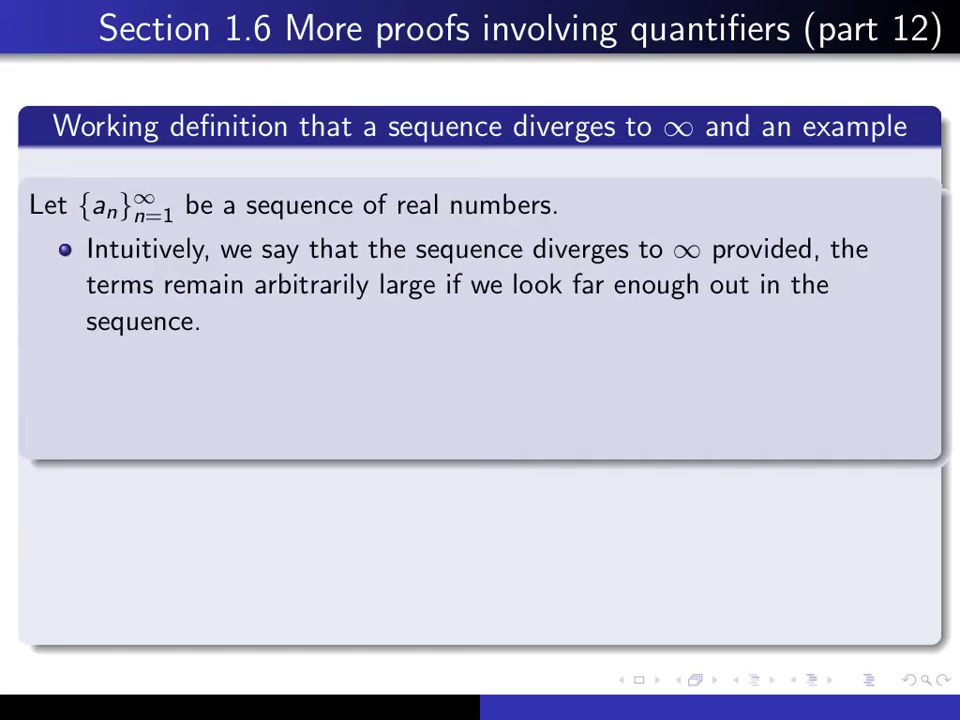 Section 1.6 More proofs involving quantifiers (part 12)
Working definition that a sequence diverges to ∞ and an example
Let {aₙ}∞ₙ₌₁ be a sequence of real numbers.
Intuitively, we say that the sequence diverges to ∞ provided, the
terms remain arbitrarily large if we look far enough out in the
sequence.